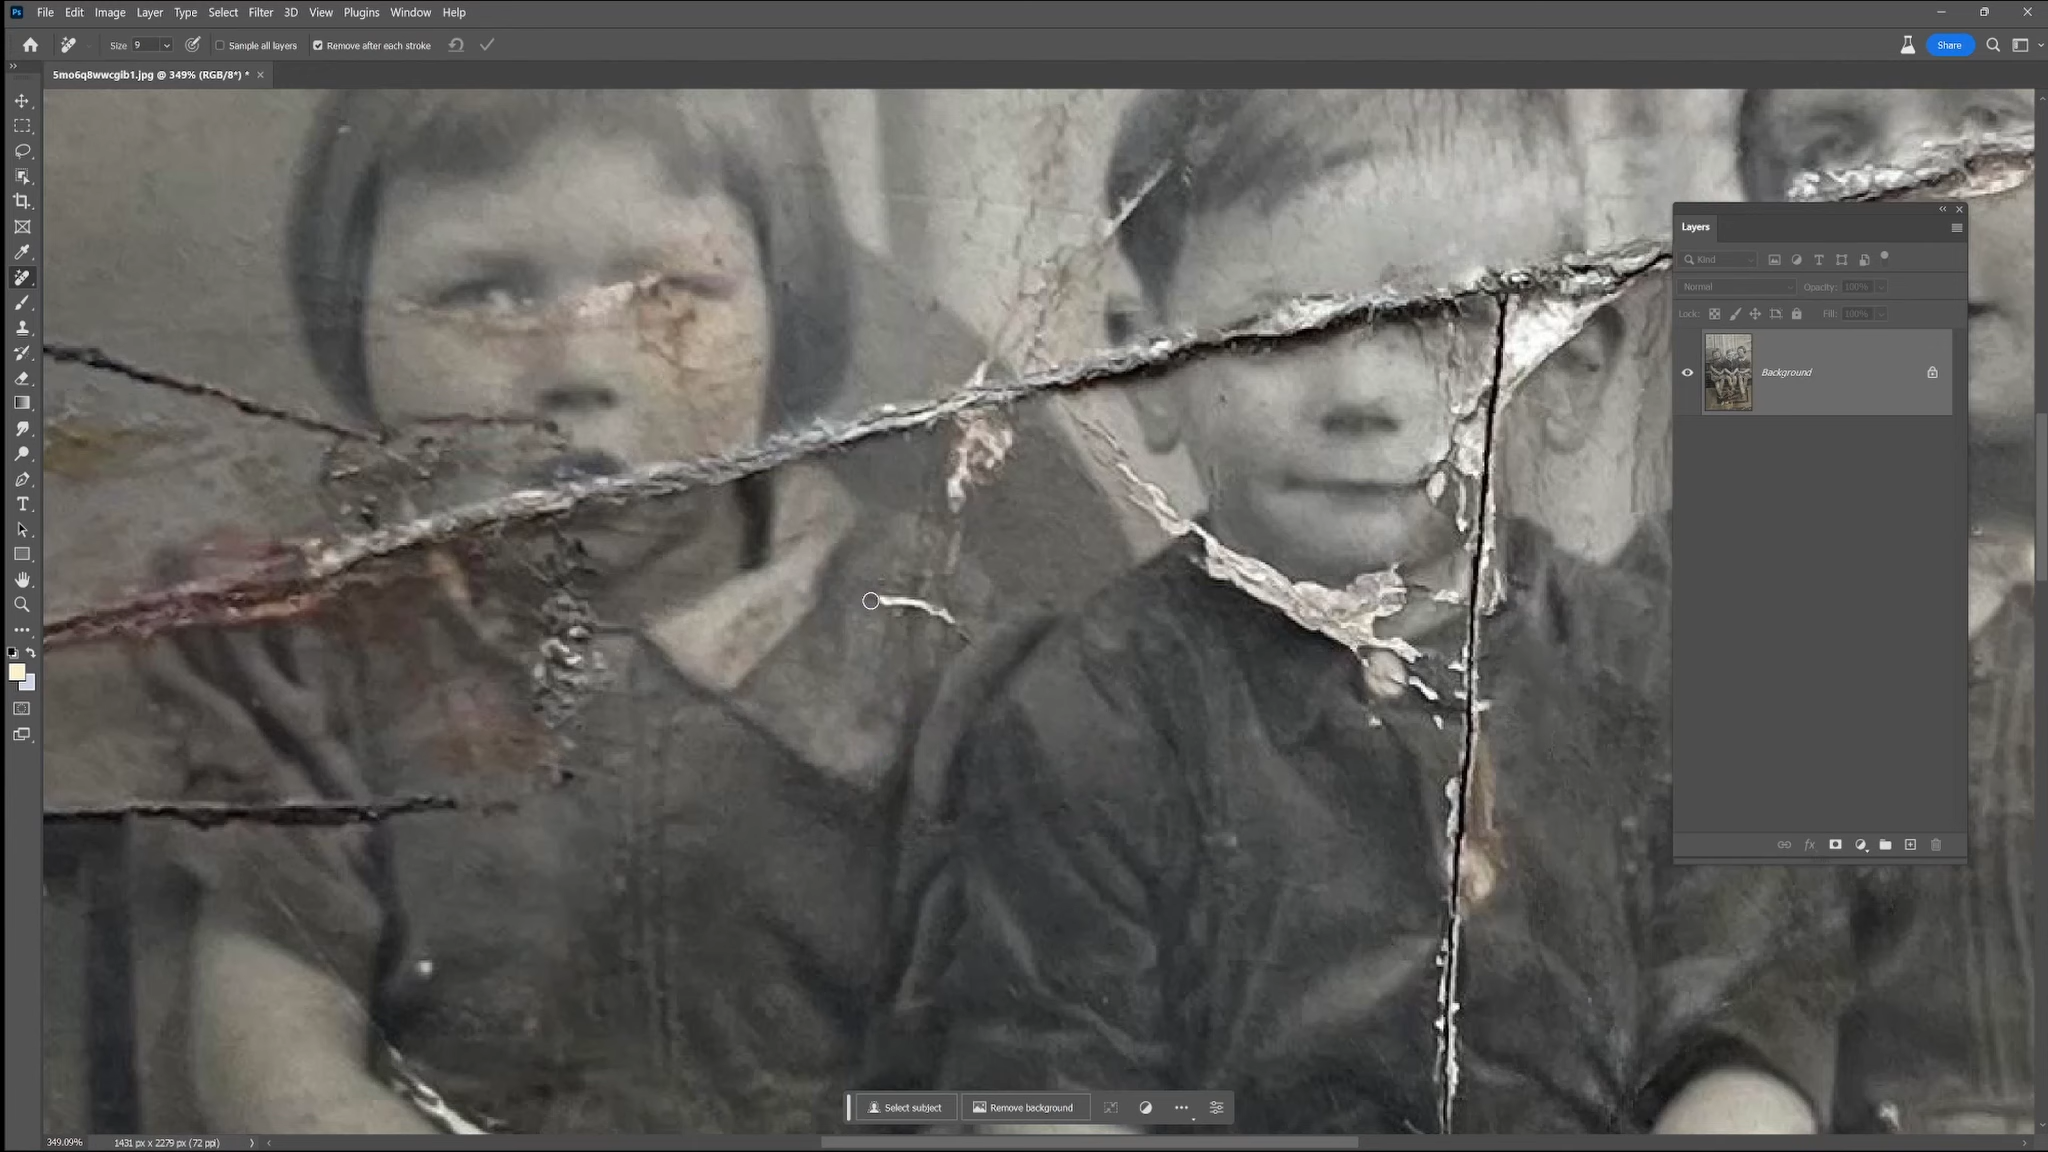 Ps File Edit Image Layer Type Select Filter 3D View Plugins Window Help
Size 9 Sample all layers Remove after each stroke Share
5mo6q8wwcgib1.jpg @ 349% (RGB/8*) *
Layers
Kind
Normal Opacity: 100%
Lock: Fill: 100%
Background
fx
Select subject Remove background
349.09% 1431 px x 2279 px (72 ppi)